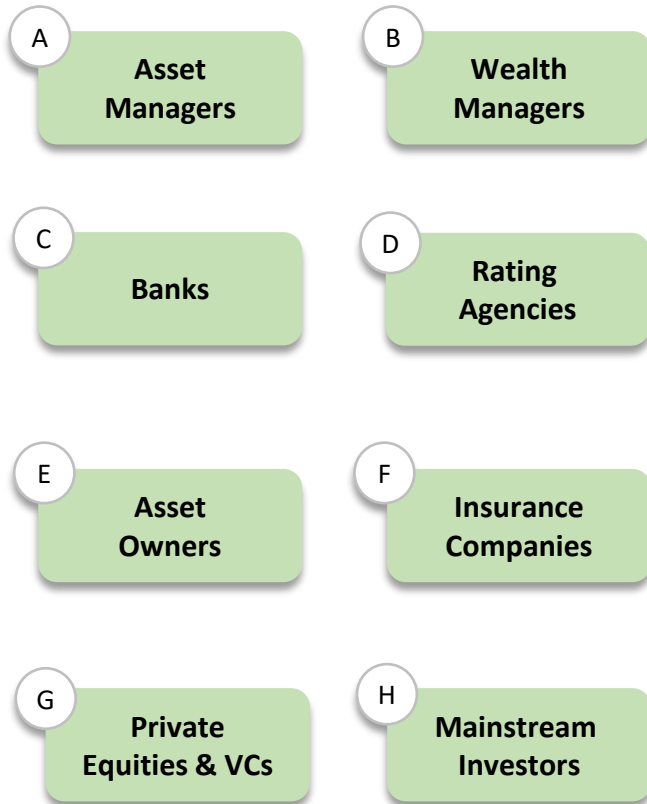 A
Asset
Managers
B
Wealth
Managers
C
Banks
D
Rating
Agencies
E
Asset
Owners
F
Insurance
Companies
G
Private
Equities & VCs
H
Mainstream
Investors